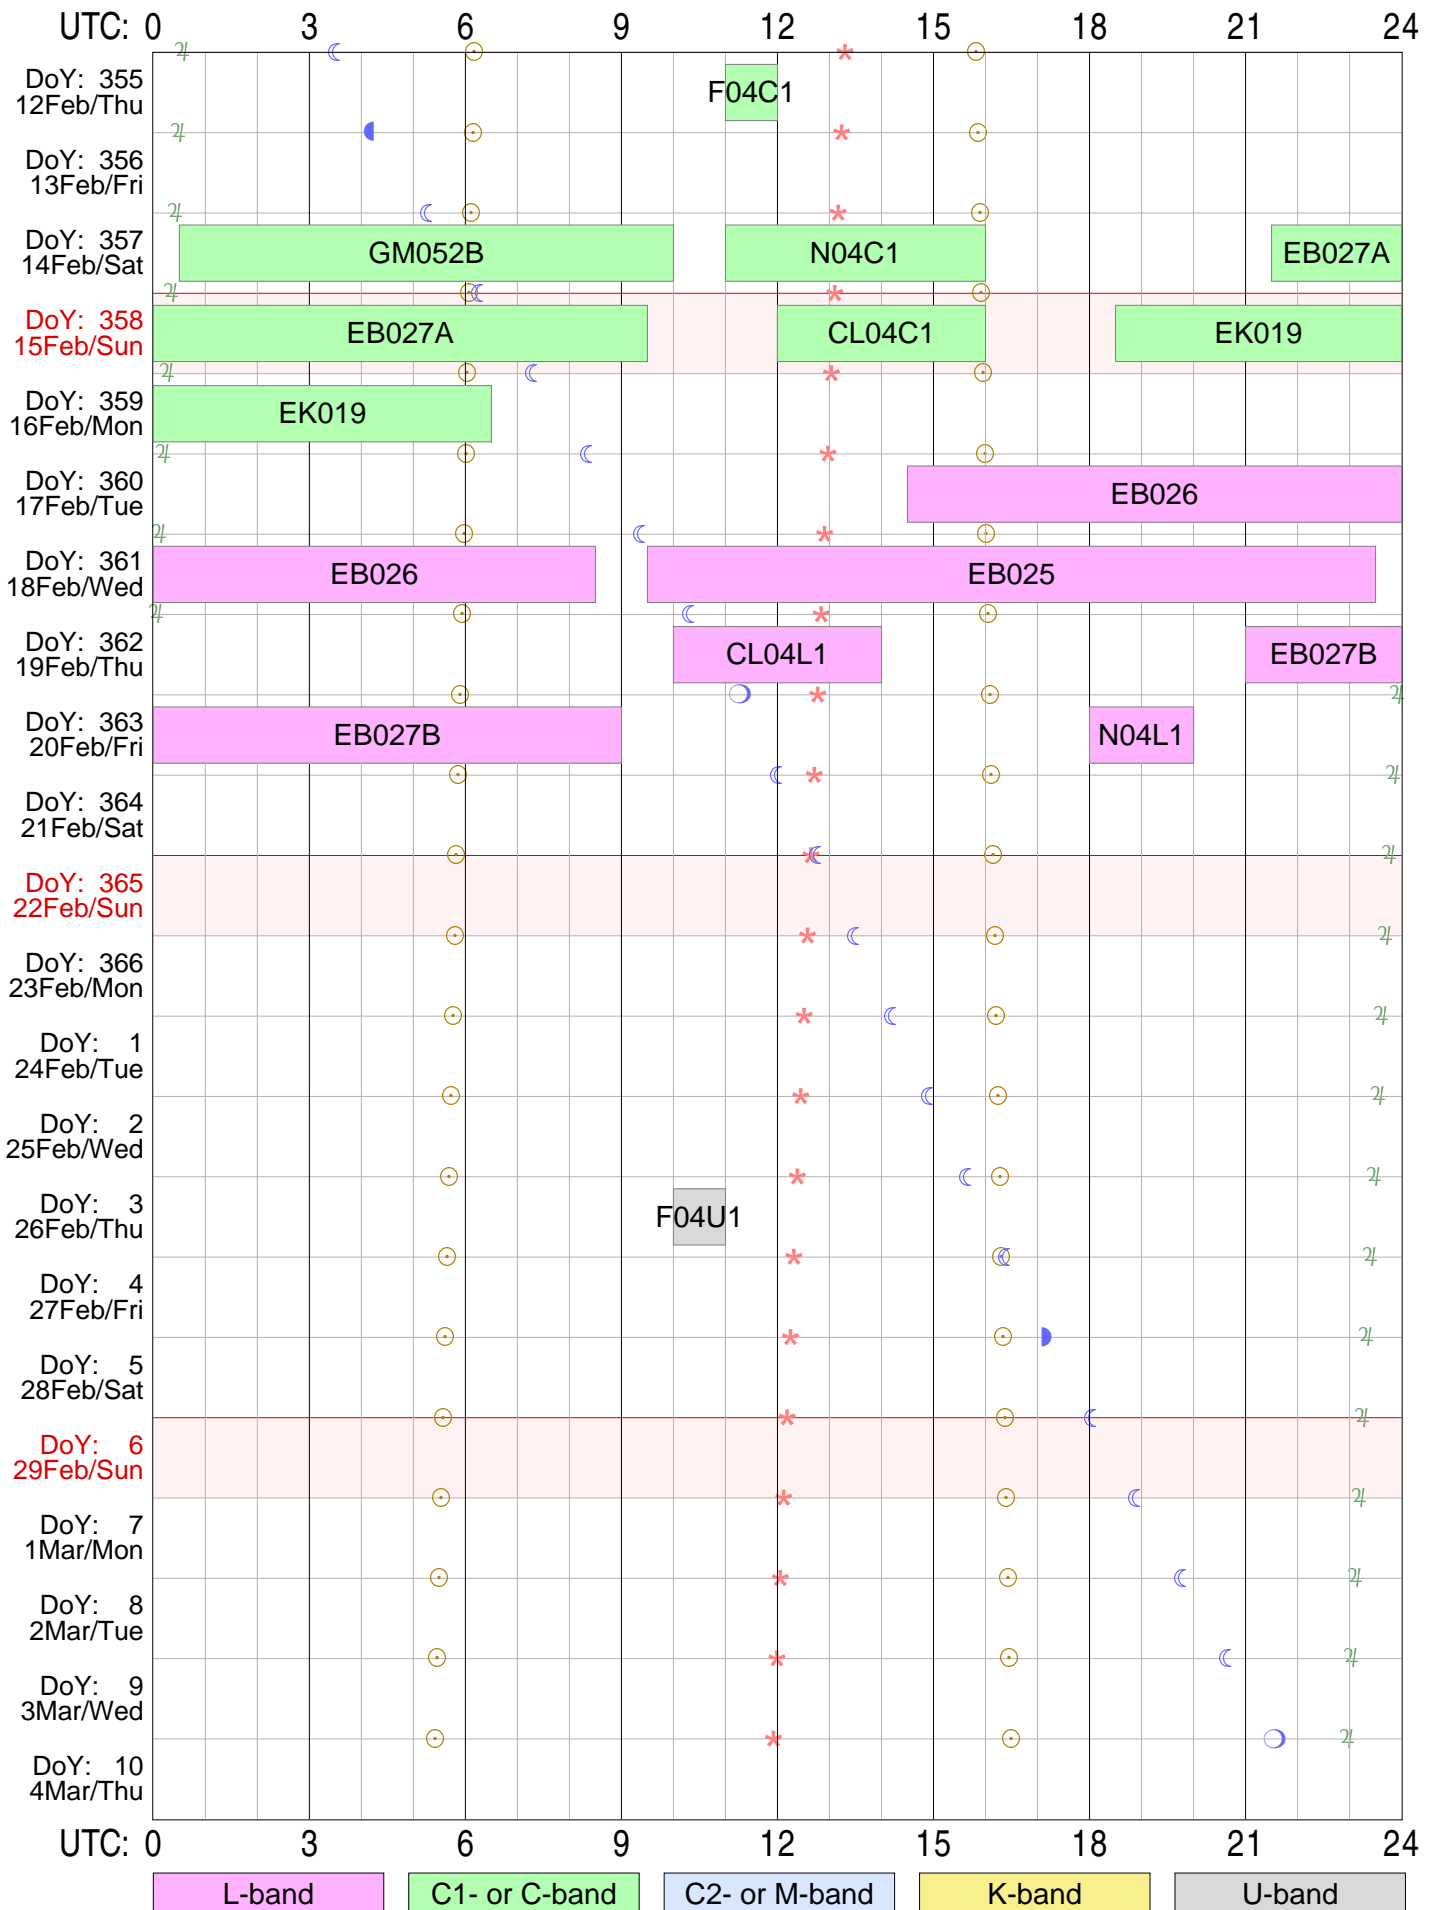 UTC: 0 3 6 9 12 15 18 21 24
DoY: 355
12Feb/Thu
F04C1
DoY: 356
13Feb/Fri
DoY: 357
14Feb/Sat
GM052B N04C1 EB027A
DoY: 358
15Feb/Sun
EB027A CL04C1 EK019
DoY: 359
16Feb/Mon
EK019
DoY: 360
17Feb/Tue
EB026
DoY: 361
18Feb/Wed
EB026 EB025
DoY: 362
19Feb/Thu
CL04L1 EB027B
DoY: 363
20Feb/Fri
EB027B N04L1
DoY: 364
21Feb/Sat
DoY: 365
22Feb/Sun
DoY: 366
23Feb/Mon
DoY: 1
24Feb/Tue
DoY: 2
25Feb/Wed
DoY: 3
26Feb/Thu
F04U1
DoY: 4
27Feb/Fri
DoY: 5
28Feb/Sat
DoY: 6
29Feb/Sun
DoY: 7
1Mar/Mon
DoY: 8
2Mar/Tue
DoY: 9
3Mar/Wed
DoY: 10
4Mar/Thu
UTC: 0 3 6 9 12 15 18 21 24
L-band C1- or C-band C2- or M-band K-band U-band